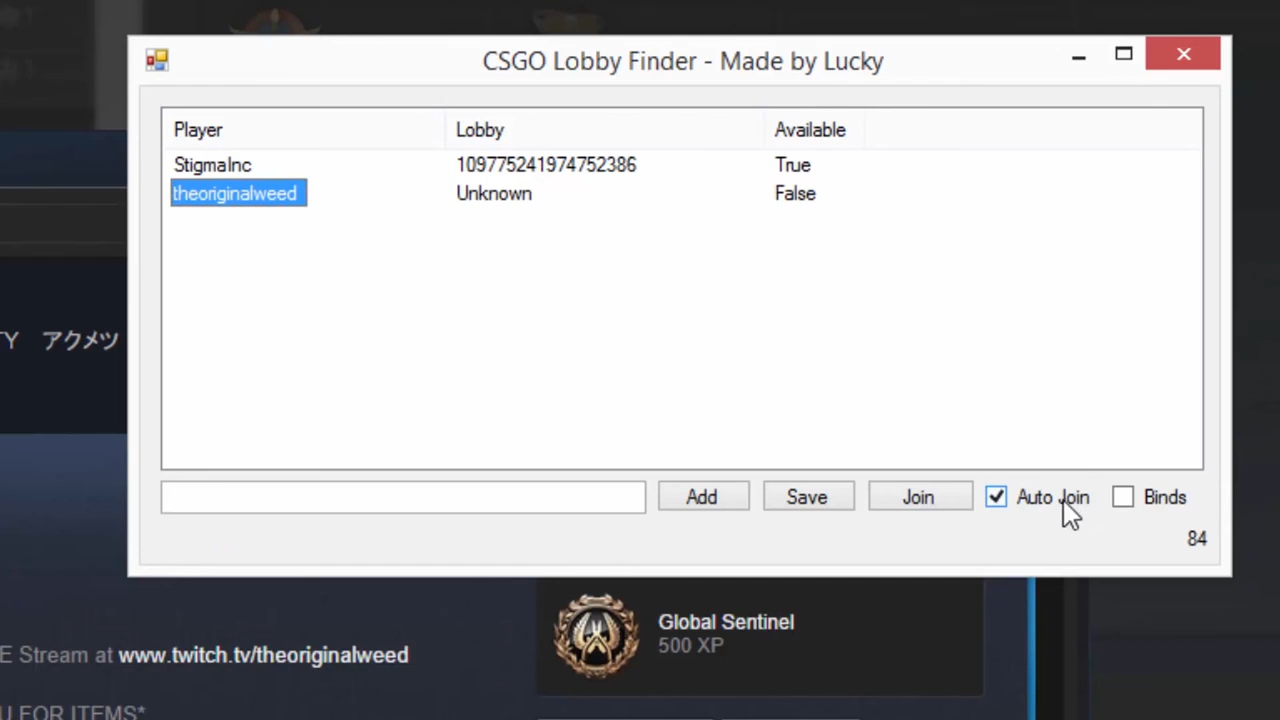 CSGO Lobby Finder - Made by Lucky
Player Lobby Available
StigmaInc 109775241974752386 True
theoriginalweed Unknown False
TY アクメツ
Add Save Join Auto Join Binds
84
Global Sentinel
500 XP
E Stream at www.twitch.tv/theoriginalweed
U FOR ITEMS*